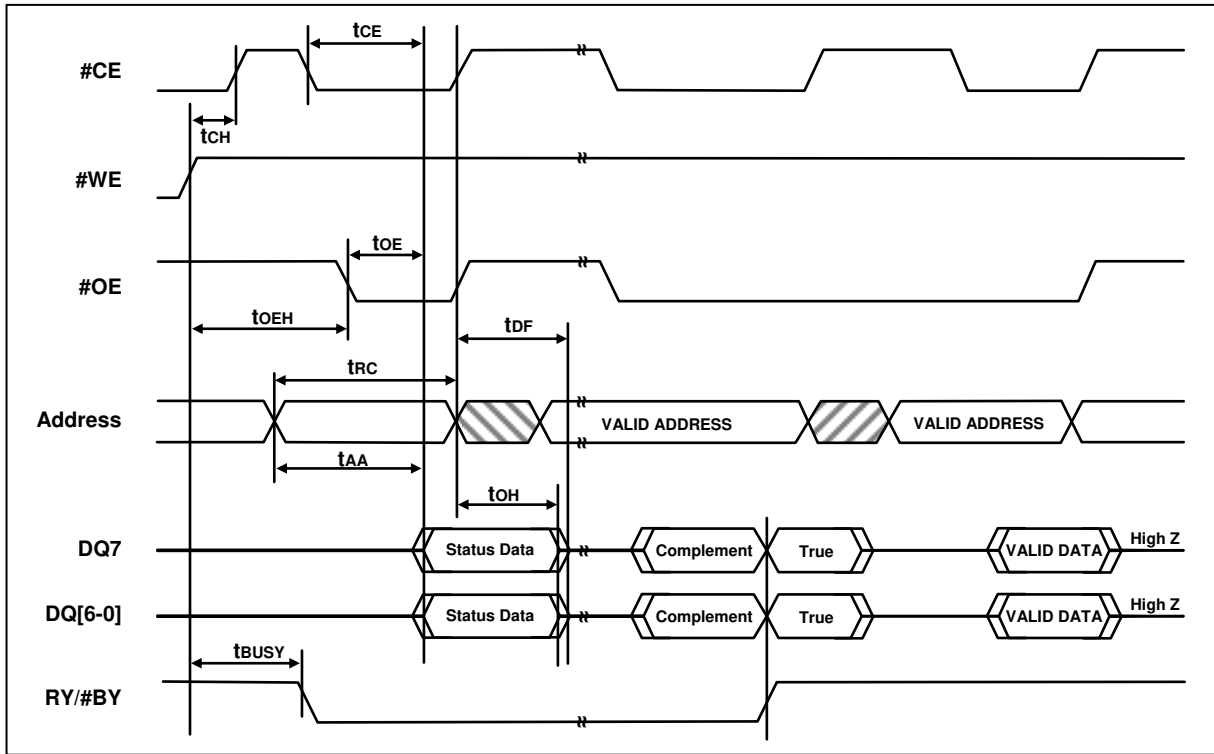 tCE
#CE
tCH
#WE
tOE
#OE
tOEH
tDF
tRC
Address
VALID ADDRESS
VALID ADDRESS
tAA
tOH
DQ7
Status Data
Complement
True
VALID DATA
High Z
DQ[6-0]
Status Data
Complement
True
VALID DATA
High Z
tBUSY
RY/#BY